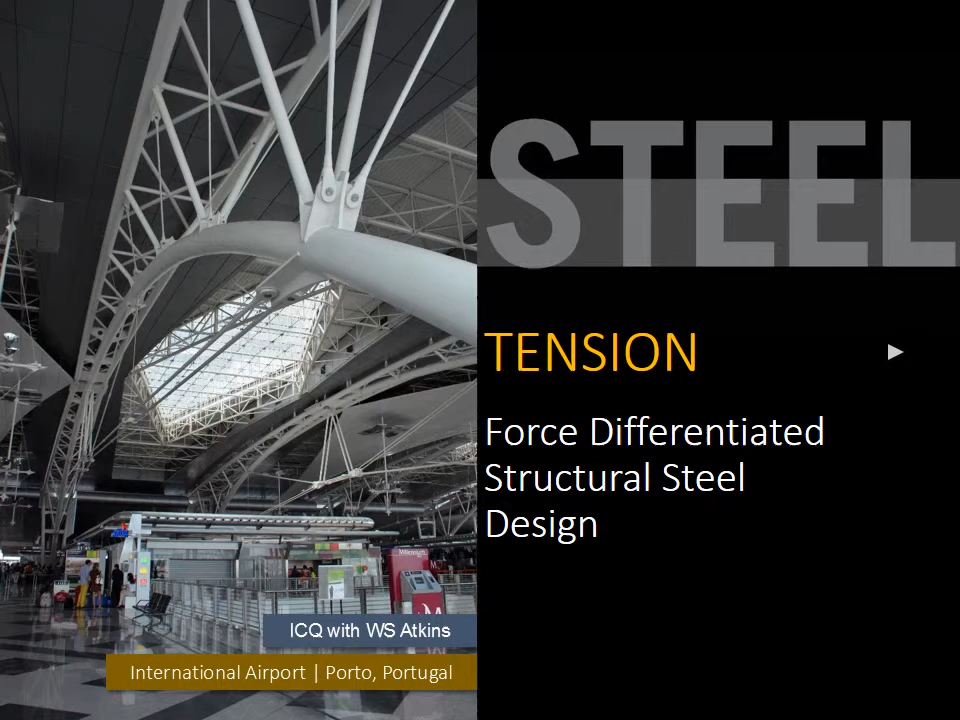 STEEL
TENSION
Force Differentiated
Structural Steel
Design
ICQ with WS Atkins
International Airport | Porto, Portugal